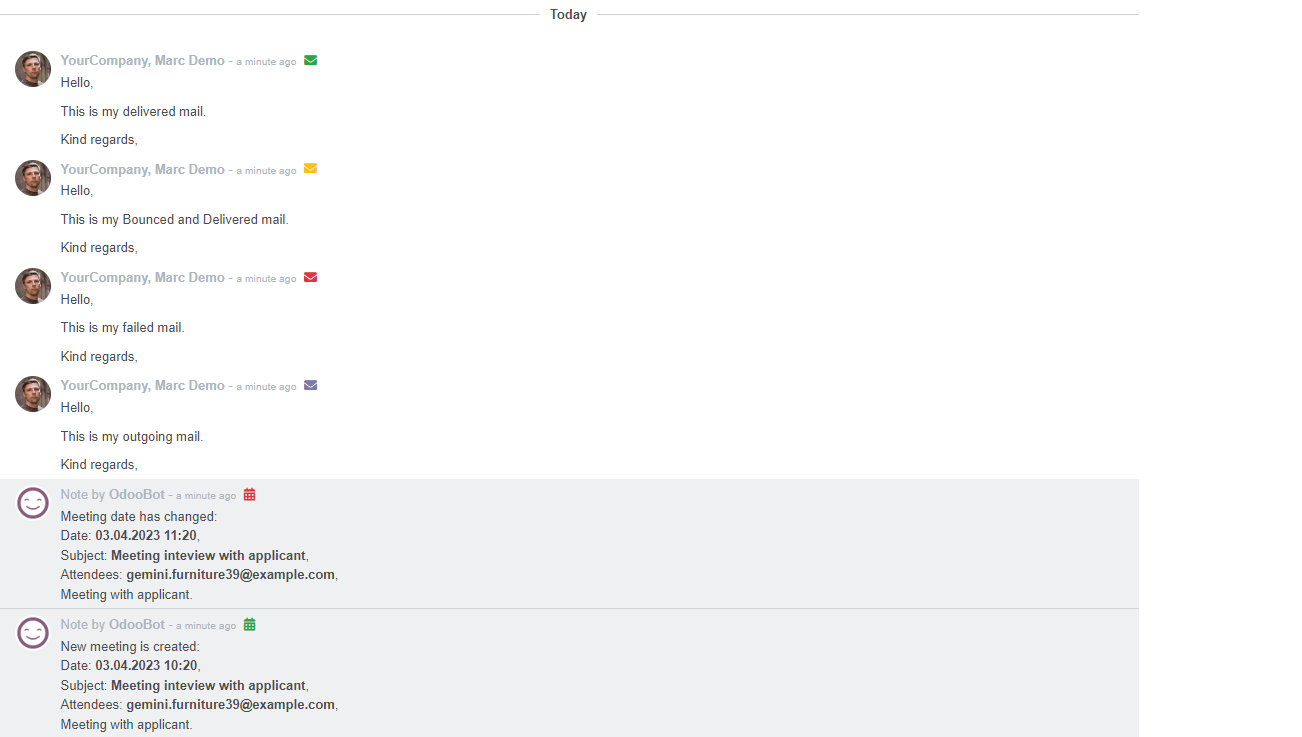 Today
YourCompany, Marc Demo - a minute ago
Hello,
This is my delivered mail.
Kind regards,
YourCompany, Marc Demo - a minute ago
Hello,
This is my Bounced and Delivered mail.
Kind regards,
YourCompany, Marc Demo - a minute ago
Hello,
This is my failed mail.
Kind regards,
YourCompany, Marc Demo - a minute ago
Hello,
This is my outgoing mail.
Kind regards,
Note by OdooBot - a minute ago
Meeting date has changed:
Date: 03.04.2023 11:20,
Subject: Meeting inteview with applicant,
Attendees: gemini.furniture39@example.com,
Meeting with applicant.
Note by OdooBot - a minute ago
New meeting is created:
Date: 03.04.2023 10:20,
Subject: Meeting inteview with applicant,
Attendees: gemini.furniture39@example.com,
Meeting with applicant.